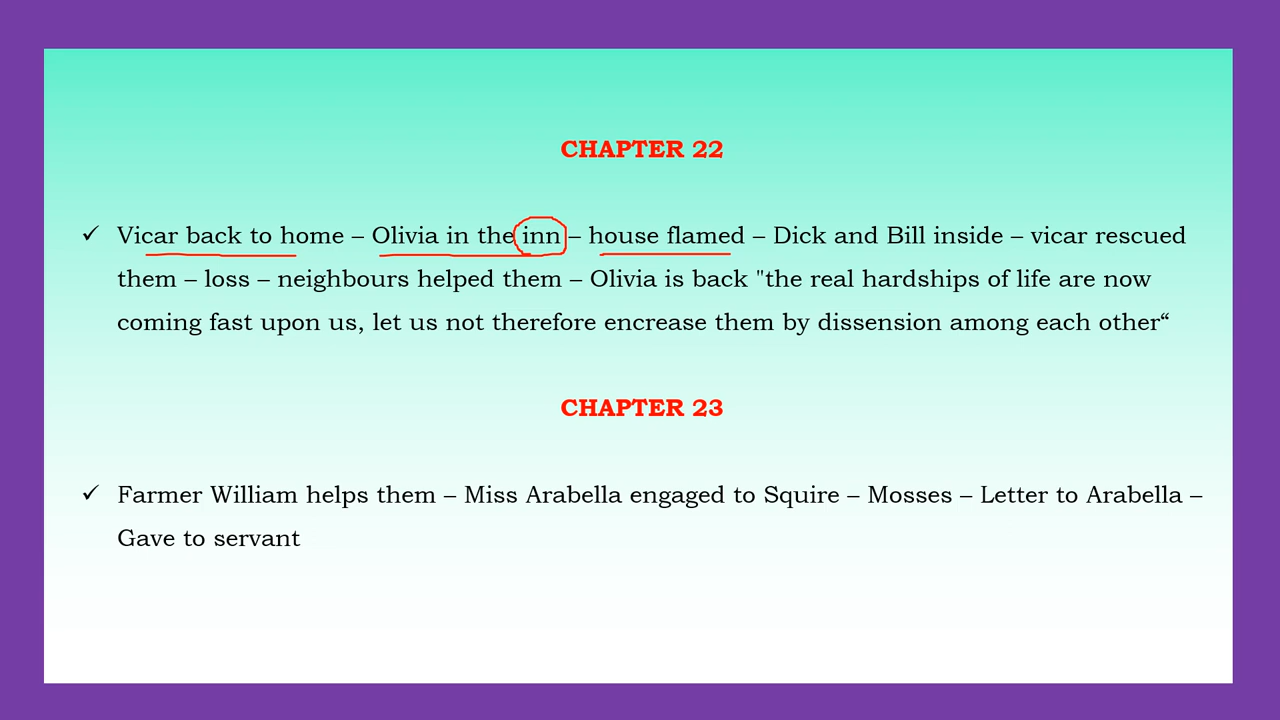 CHAPTER 22
✓ Vicar back to home – Olivia in the inn – house flamed – Dick and Bill inside – vicar rescued
them – loss – neighbours helped them – Olivia is back "the real hardships of life are now
coming fast upon us, let us not therefore encrease them by dissension among each other“
CHAPTER 23
✓ Farmer William helps them – Miss Arabella engaged to Squire – Mosses – Letter to Arabella –
Gave to servant